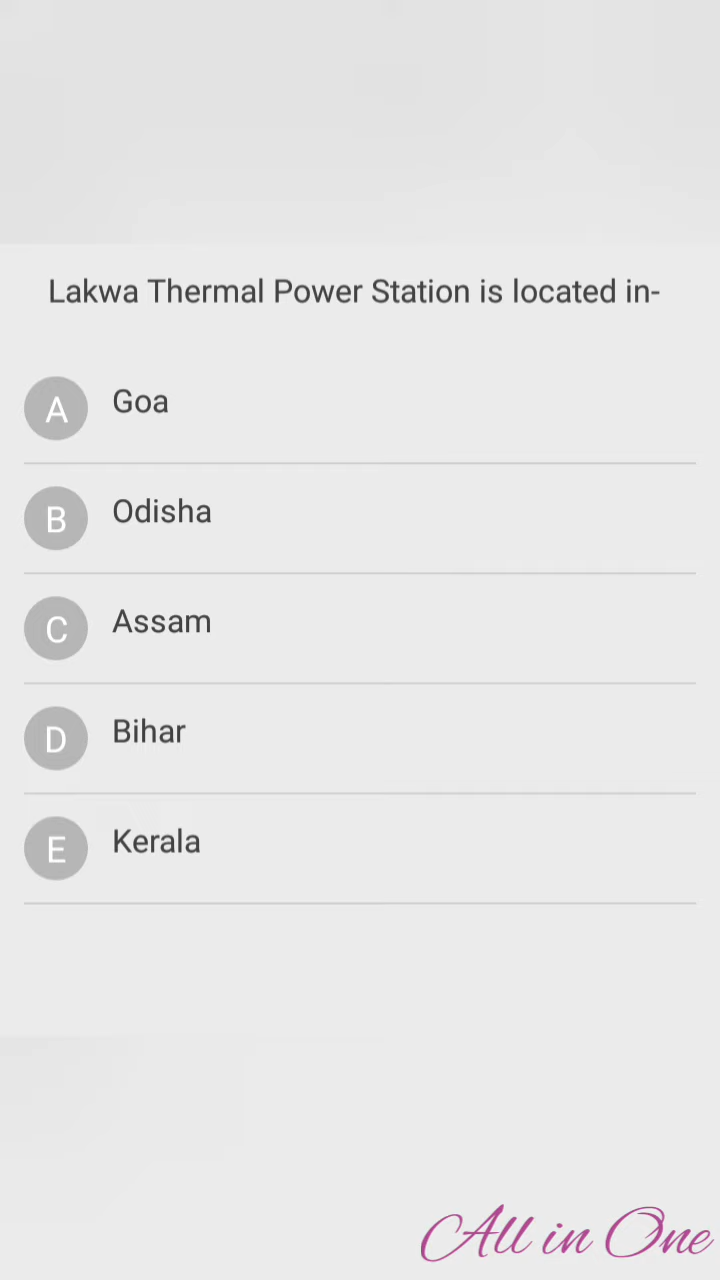 Lakwa Thermal Power Station is located in-
A Goa
B Odisha
C Assam
D Bihar
E Kerala
All in One